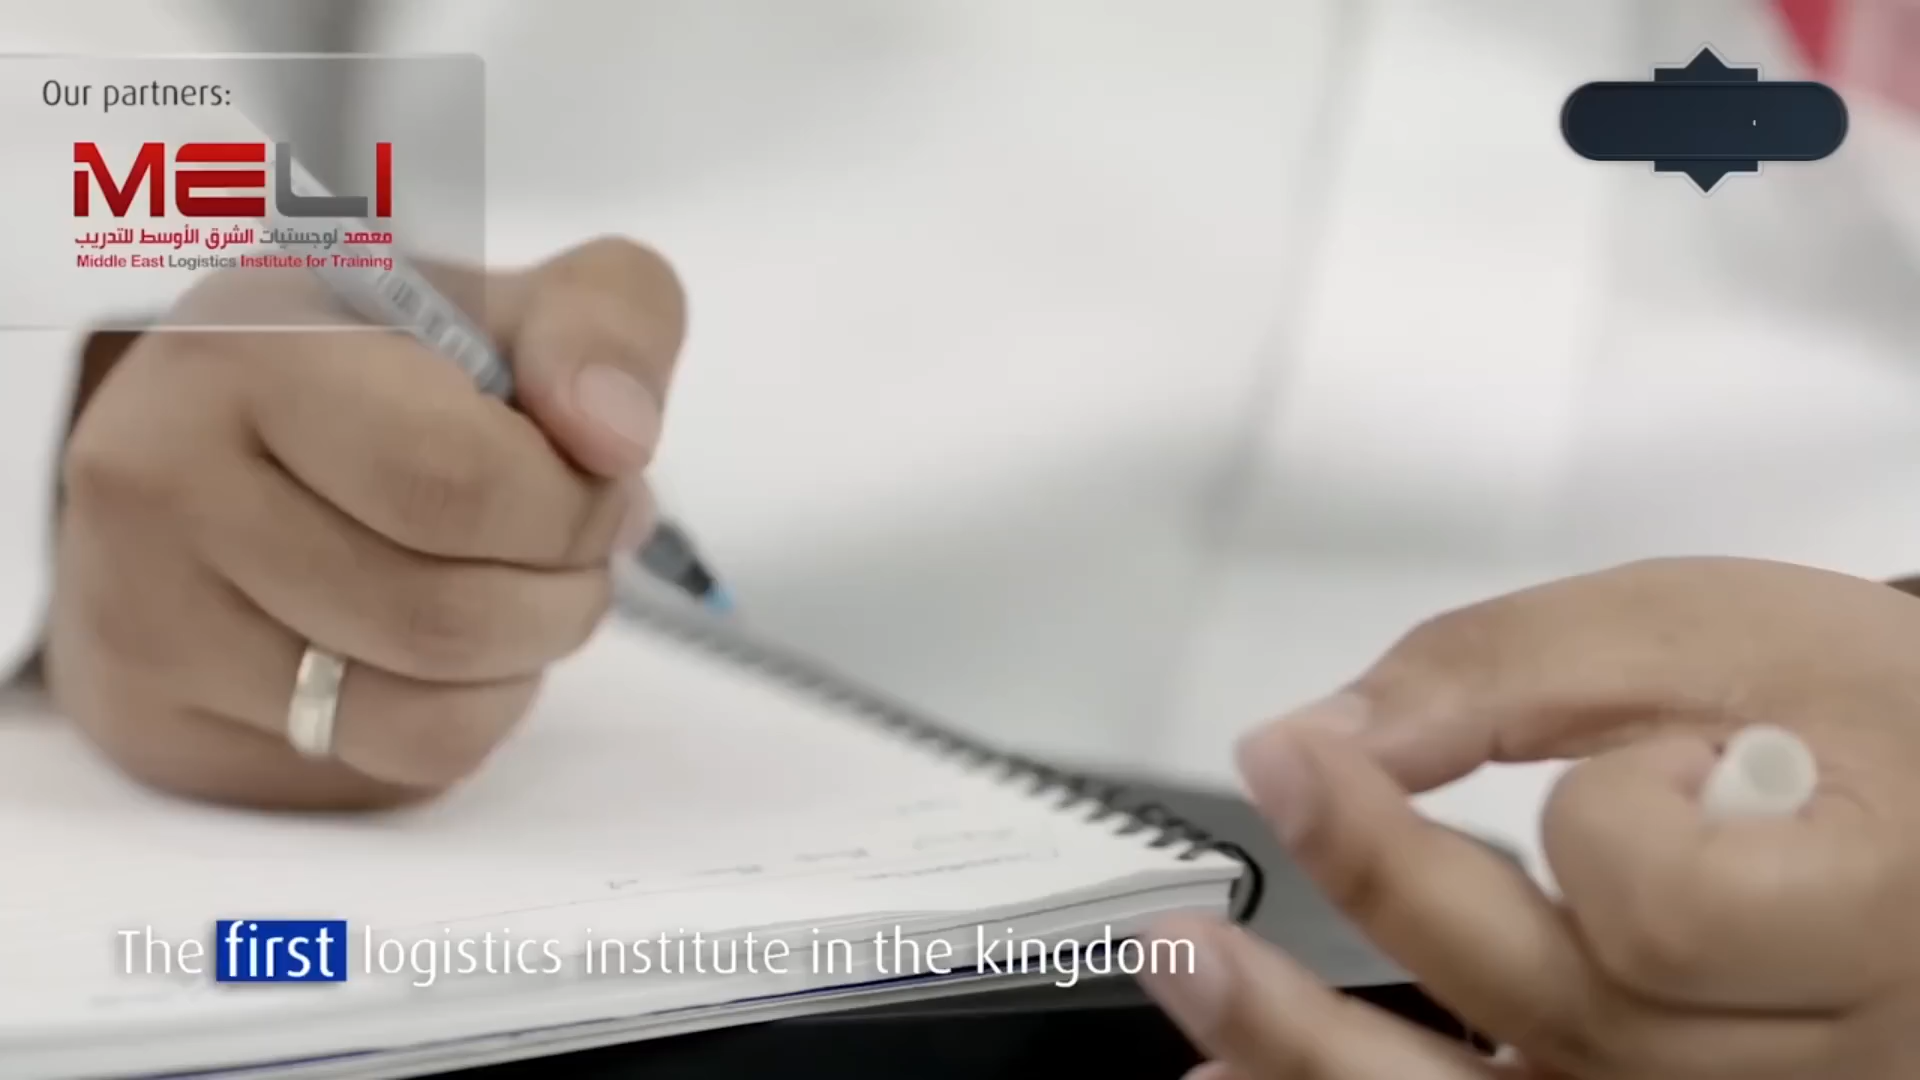 Our partners:
MELI
معهد لوجستيات الشرق الأوسط للتدريب
Middle East Logistics Institute for Training
The first logistics institute in the kingdom